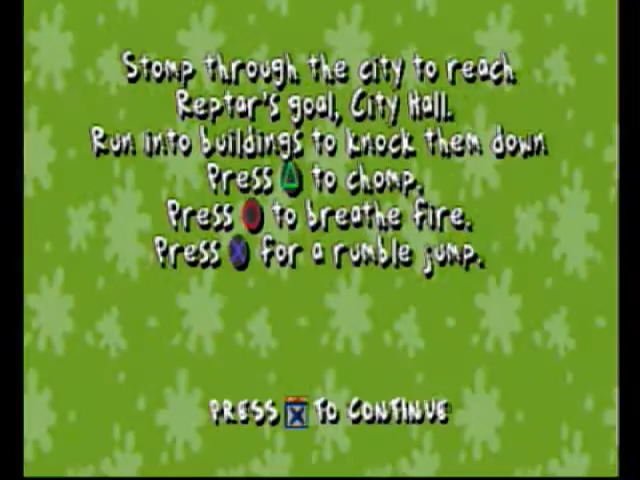 Stomp through the city to reach
Reptar's goal, City Hall.
Run into buildings to knock them down
Press △ to chomp.
Press ○ to breathe fire.
Press X for a rumble jump.
PRESS X TO CONTINUE